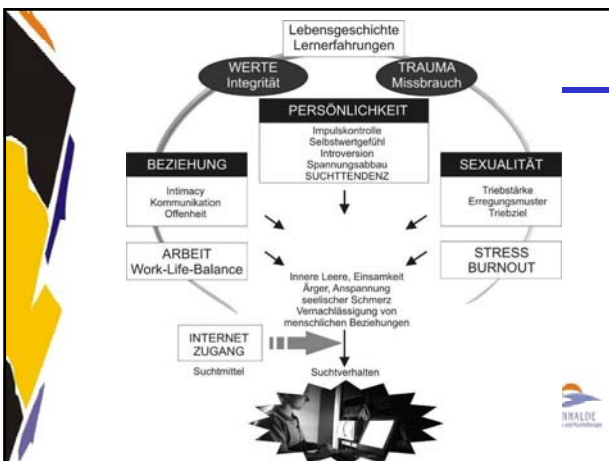 Lebensgeschichte
Lernerfahrungen
WERTE
Integrität
TRAUMA
Missbrauch
PERSÖNLICHKEIT
Impulskontrolle
Selbstwertgefühl
Introversion
Spannungsabbau
SUCHTTENDENZ
BEZIEHUNG
Intimacy
Kommunikation
Offenheit
SEXUALITÄT
Triebstärke
Erregungsmuster
Triebziel
ARBEIT
Work-Life-Balance
STRESS
BURNOUT
Innere Leere, Einsamkeit
Ärger, Anspannung
seelischer Schmerz
Vernachlässigung von
menschlichen Beziehungen
INTERNET
ZUGANG
Suchtmittel
Suchtverhalten
NHALDE
und Psychotherapie